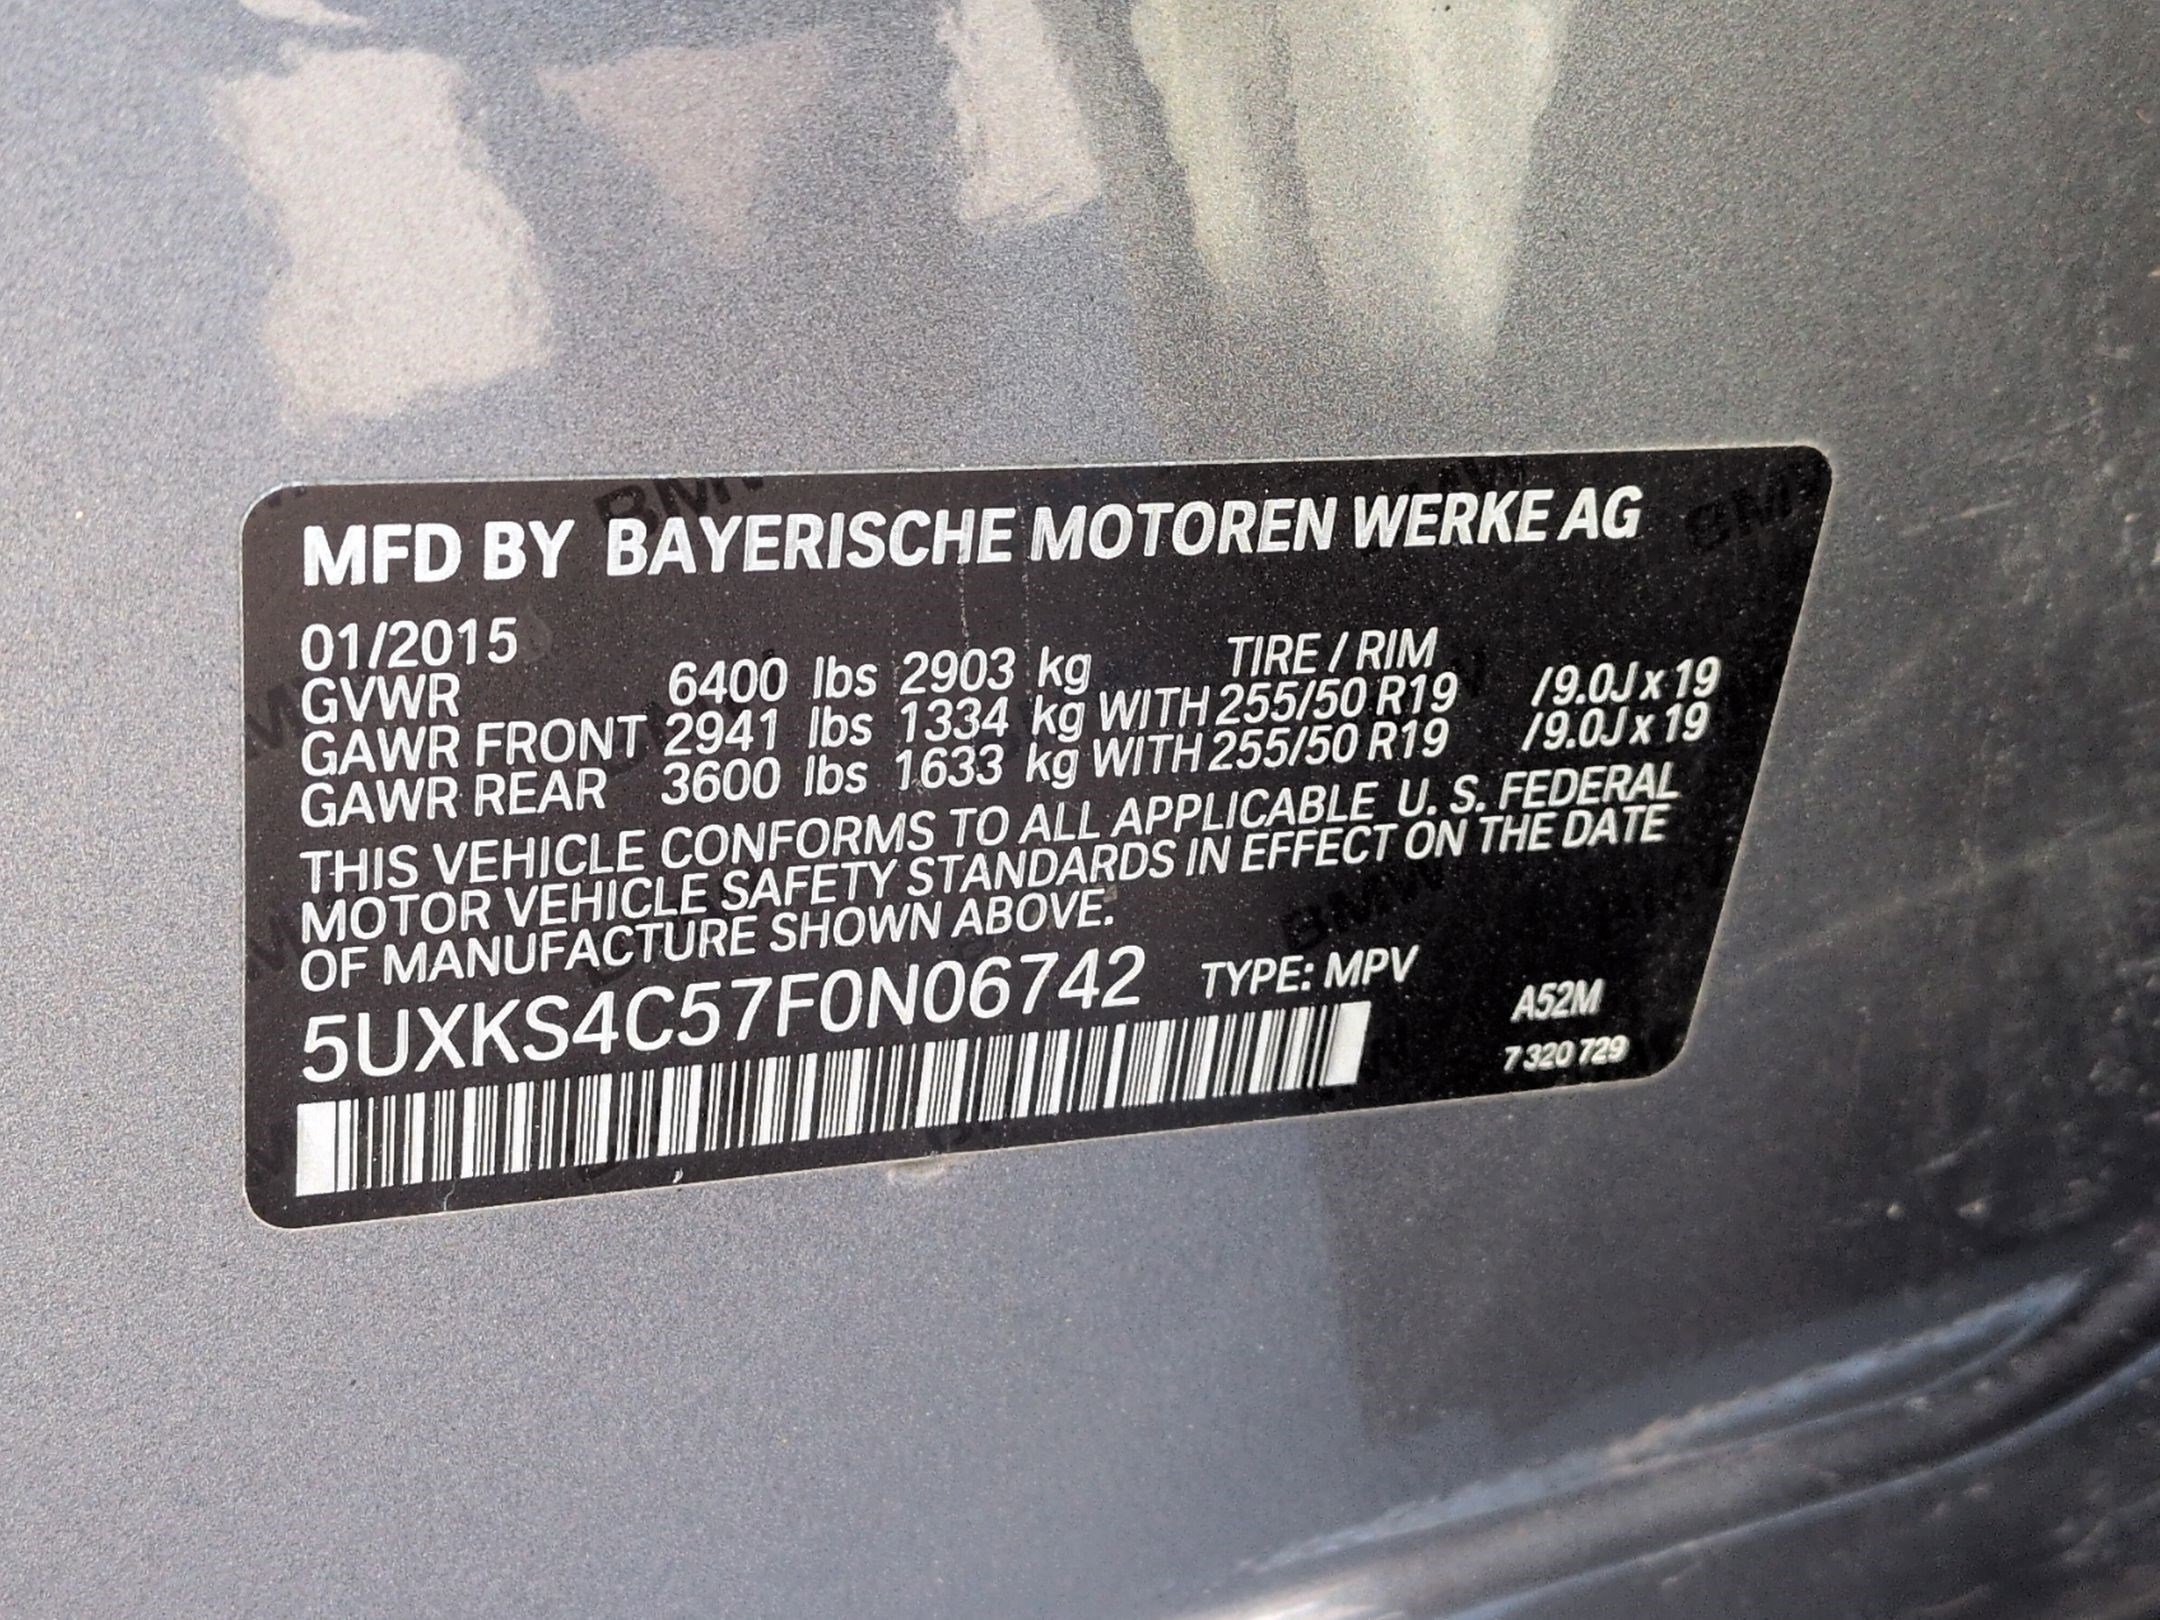 MFD BY BAYERISCHE MOTOREN WERKE AG
01/2015 TIRE / RIM
GVWR 6400 lbs 2903 kg
GAWR FRONT 2941 lbs 1334 kg WITH 255/50 R19 /9.0J x 19
GAWR REAR 3600 lbs 1633 kg WITH 255/50 R19 /9.0J x 19
THIS VEHICLE CONFORMS TO ALL APPLICABLE U. S. FEDERAL
MOTOR VEHICLE SAFETY STANDARDS IN EFFECT ON THE DATE
OF MANUFACTURE SHOWN ABOVE.
5UXKS4C57F0N06742 TYPE: MPV
A52M
7 320 729